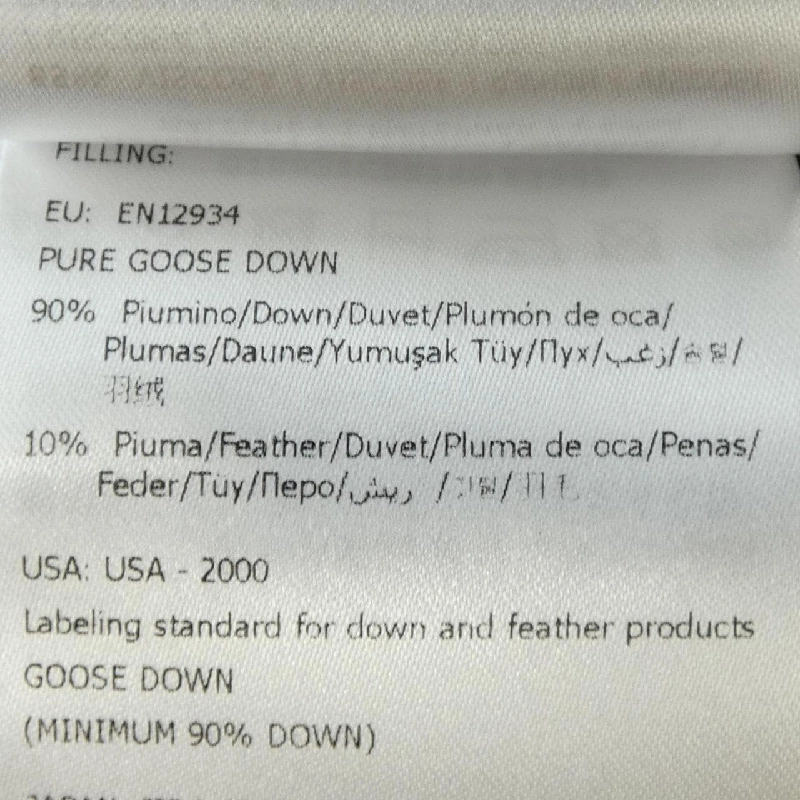 FILLING:
EU: EN12934
PURE GOOSE DOWN
90% Piumino/Down/Duvet/Plumón de oca/
Plumas/Daune/Yumuşak Tüy/Пух/زغب/
羽绒
10% Piuma/Feather/Duvet/Pluma de oca/Penas/
Feder/Tüy/Перо/ريش /
USA: USA - 2000
Labeling standard for down and feather products
GOOSE DOWN
(MINIMUM 90% DOWN)